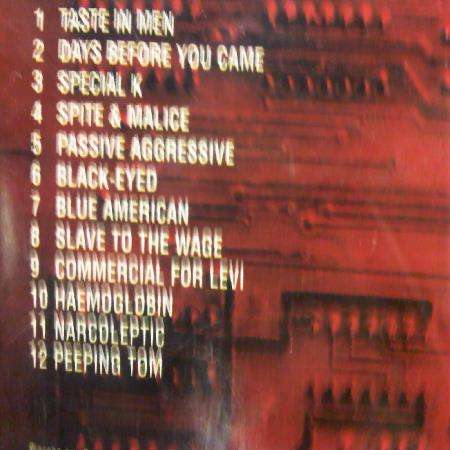 1 TASTE IN MEN
2 DAYS BEFORE YOU CAME
3 SPECIAL K
4 SPITE & MALICE
5 PASSIVE AGGRESSIVE
6 BLACK-EYED
7 BLUE AMERICAN
8 SLAVE TO THE WAGE
9 COMMERCIAL FOR LEVI
10 HAEMOGLOBIN
11 NARCOLEPTIC
12 PEEPING TOM